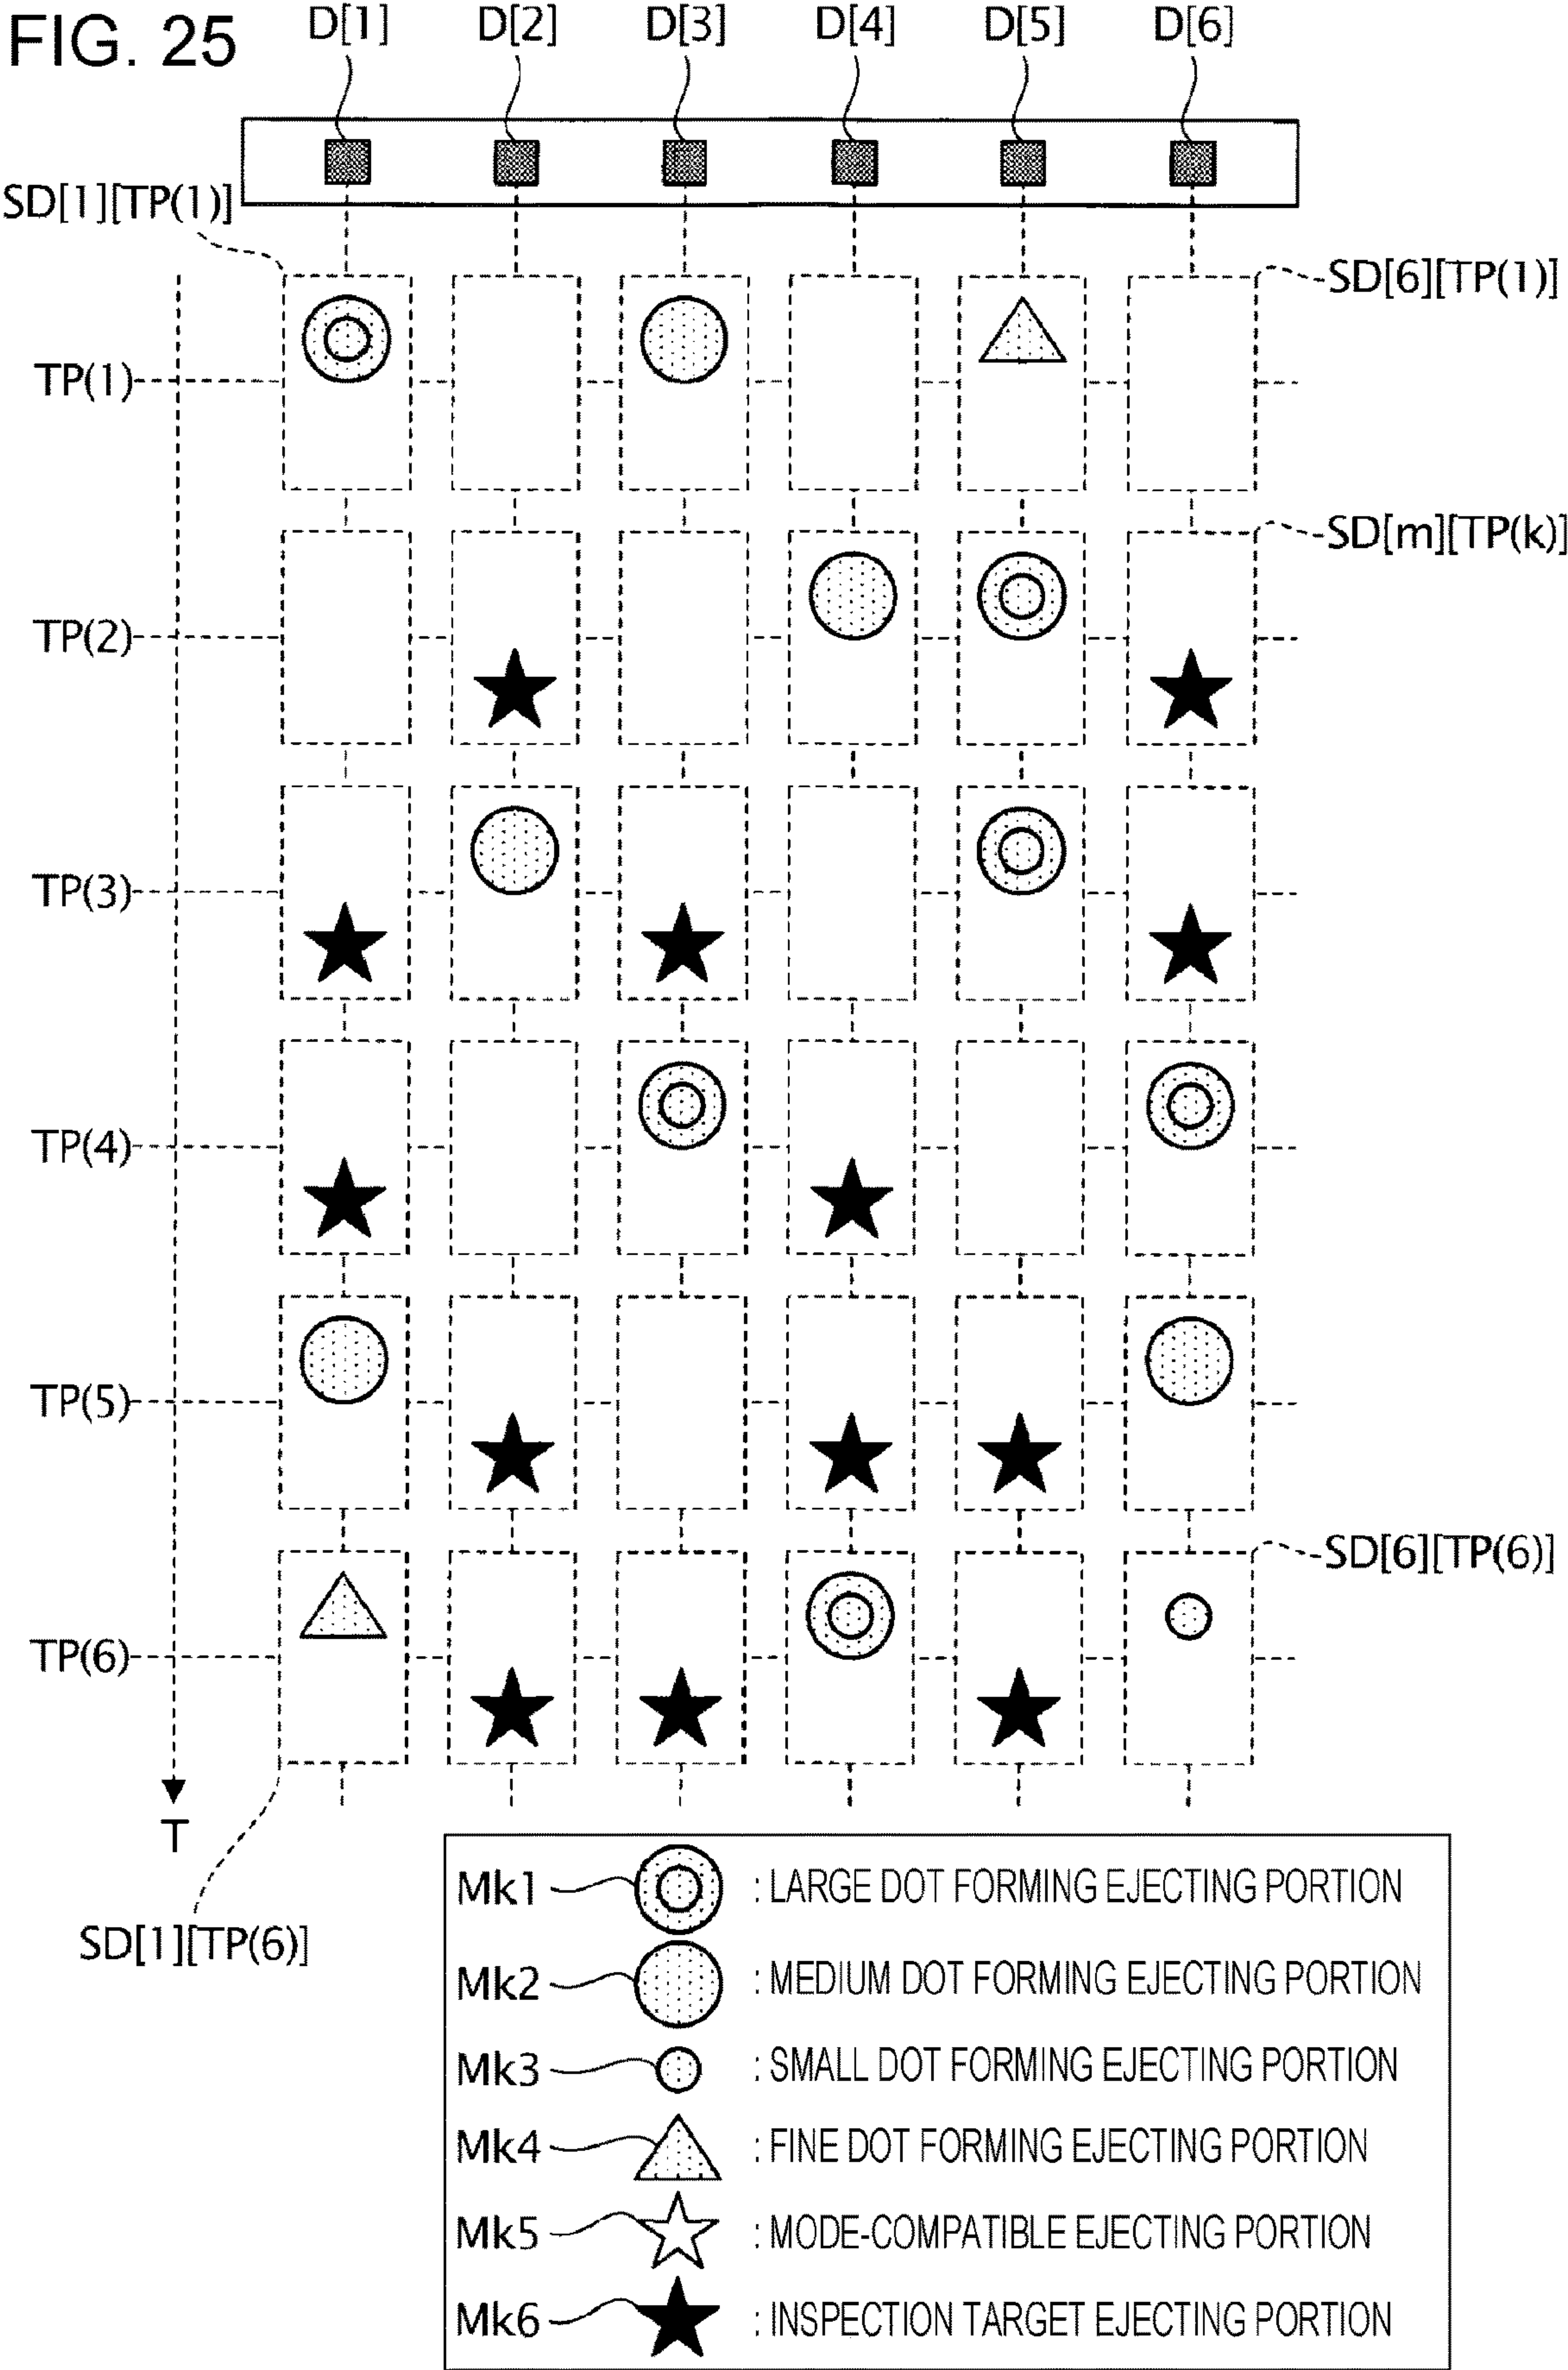 FIG. 25
D[1] D[2] D[3] D[4] D[5] D[6]
SD[1][TP(1)]
SD[6][TP(1)]
TP(1)
SD[m][TP(k)]
TP(2)
TP(3)
TP(4)
TP(5)
SD[6][TP(6)]
TP(6)
T
SD[1][TP(6)]
Mk1 : LARGE DOT FORMING EJECTING PORTION
Mk2 : MEDIUM DOT FORMING EJECTING PORTION
Mk3 : SMALL DOT FORMING EJECTING PORTION
Mk4 : FINE DOT FORMING EJECTING PORTION
Mk5 : MODE-COMPATIBLE EJECTING PORTION
Mk6 : INSPECTION TARGET EJECTING PORTION